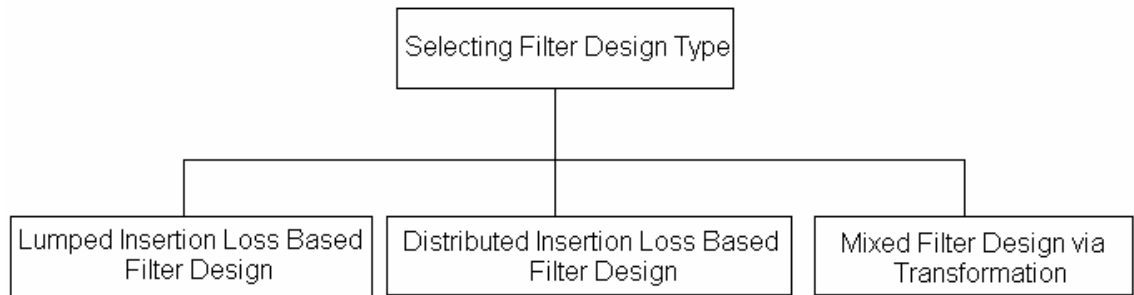 Selecting Filter Design Type
Lumped Insertion Loss Based
Filter Design
Distributed Insertion Loss Based
Filter Design
Mixed Filter Design via
Transformation